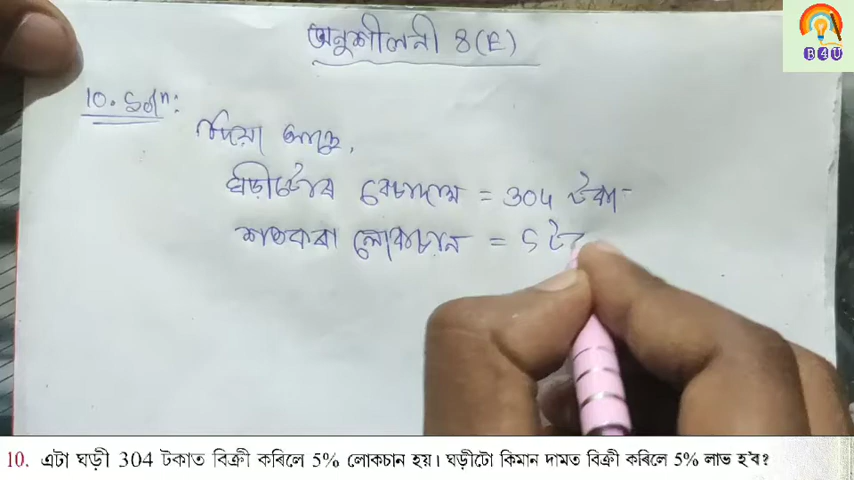 অনুশীলনী 8(E)
B4U
10. Solⁿ:
দিয়া আছে,
ঘড়ীটোৰ বেচাদাম = 304 টকা
শতকৰা লোকচান = 5
10. এটা ঘড়ী 304 টকাত বিক্ৰী কৰিলে 5% লোকচান হয়। ঘড়ীটো কিমান দামত বিক্ৰী কৰিলে 5% লাভ হ'ব?